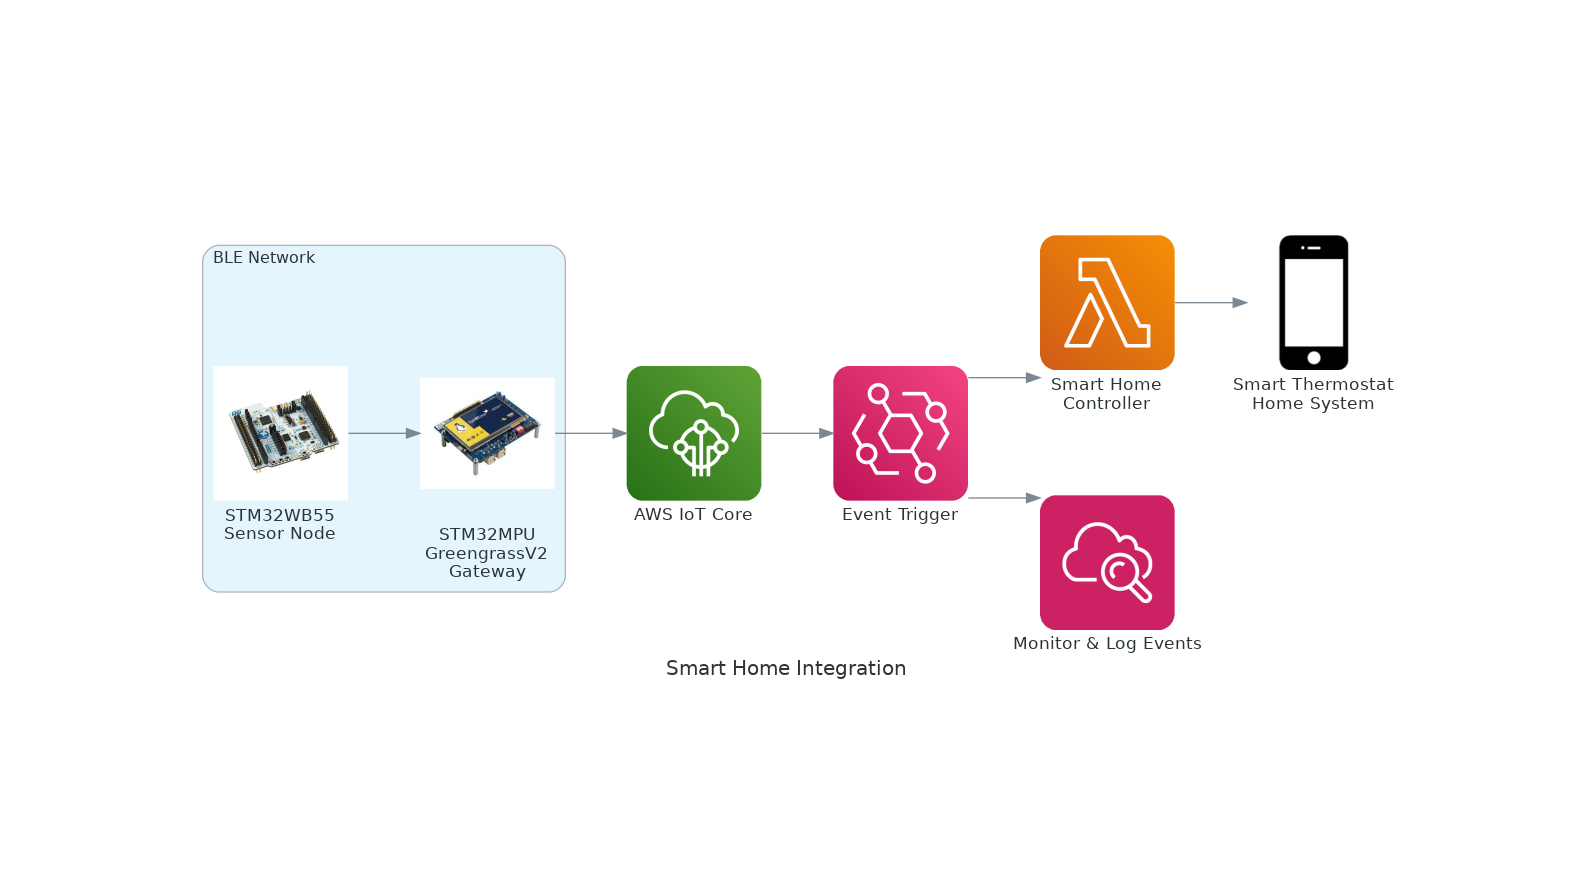 BLE Network
STM32WB55
Sensor Node
STM32MPU
GreengrassV2
Gateway
AWS IoT Core
Event Trigger
Smart Home
Controller
Smart Thermostat
Home System
Monitor & Log Events
Smart Home Integration